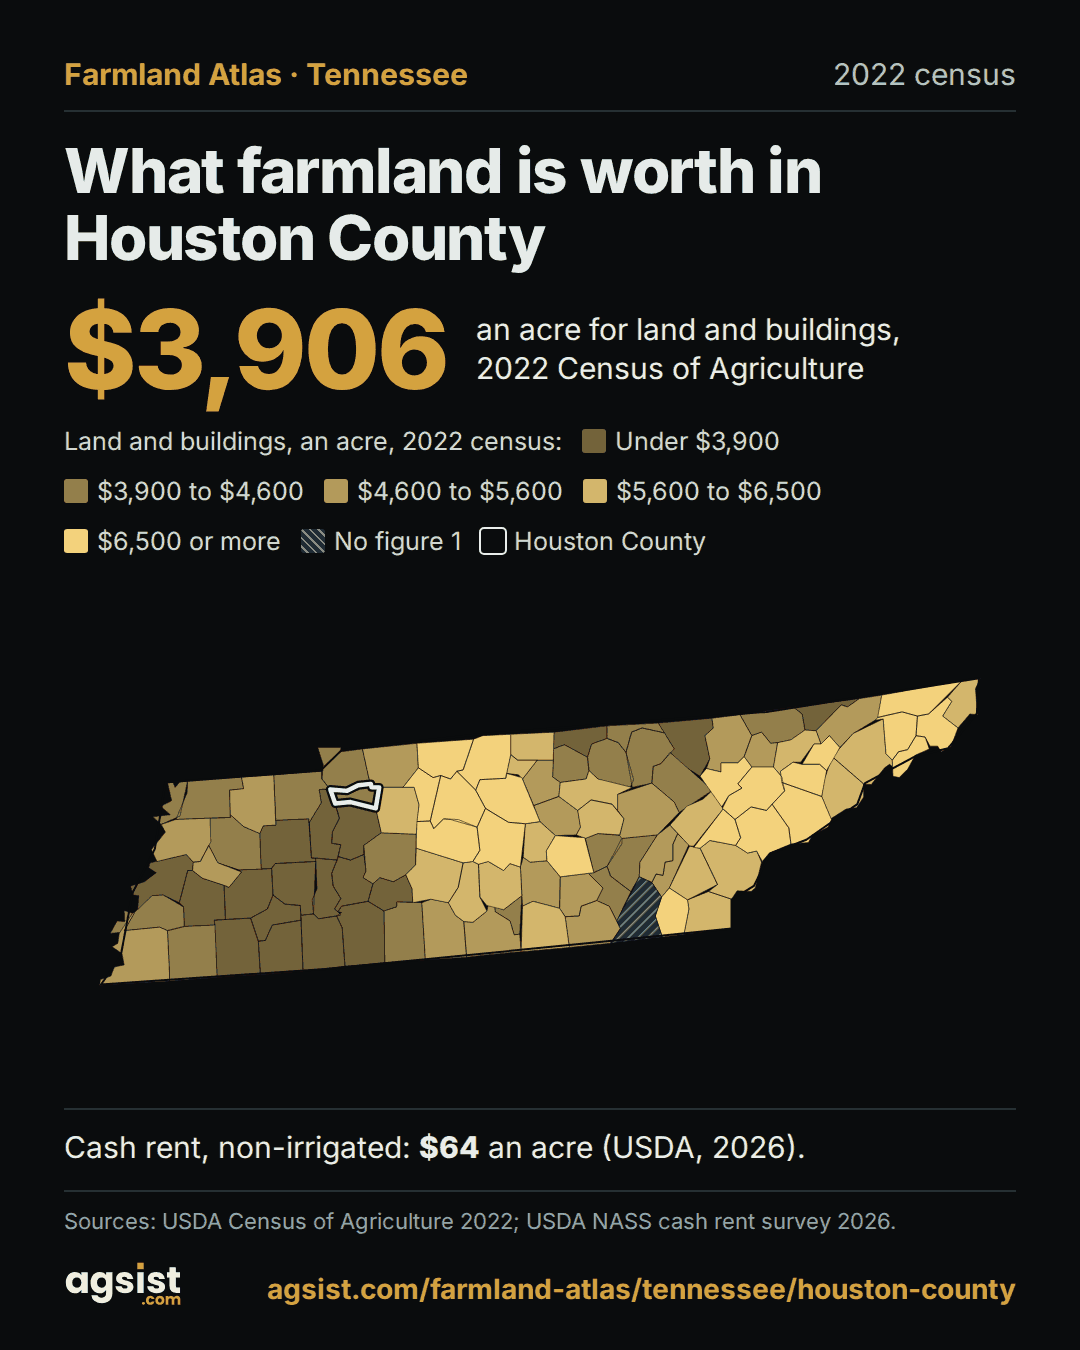 Farmland Atlas · Tennessee
2022 census
What farmland is worth in
Houston County
$3,906
an acre for land and buildings,
2022 Census of Agriculture
Land and buildings, an acre, 2022 census: Under $3,900
$3,900 to $4,600 $4,600 to $5,600 $5,600 to $6,500
$6,500 or more No figure 1 Houston County
Cash rent, non-irrigated: $64 an acre (USDA, 2026).
Sources: USDA Census of Agriculture 2022; USDA NASS cash rent survey 2026.
agsist.com
agsist.com/farmland-atlas/tennessee/houston-county